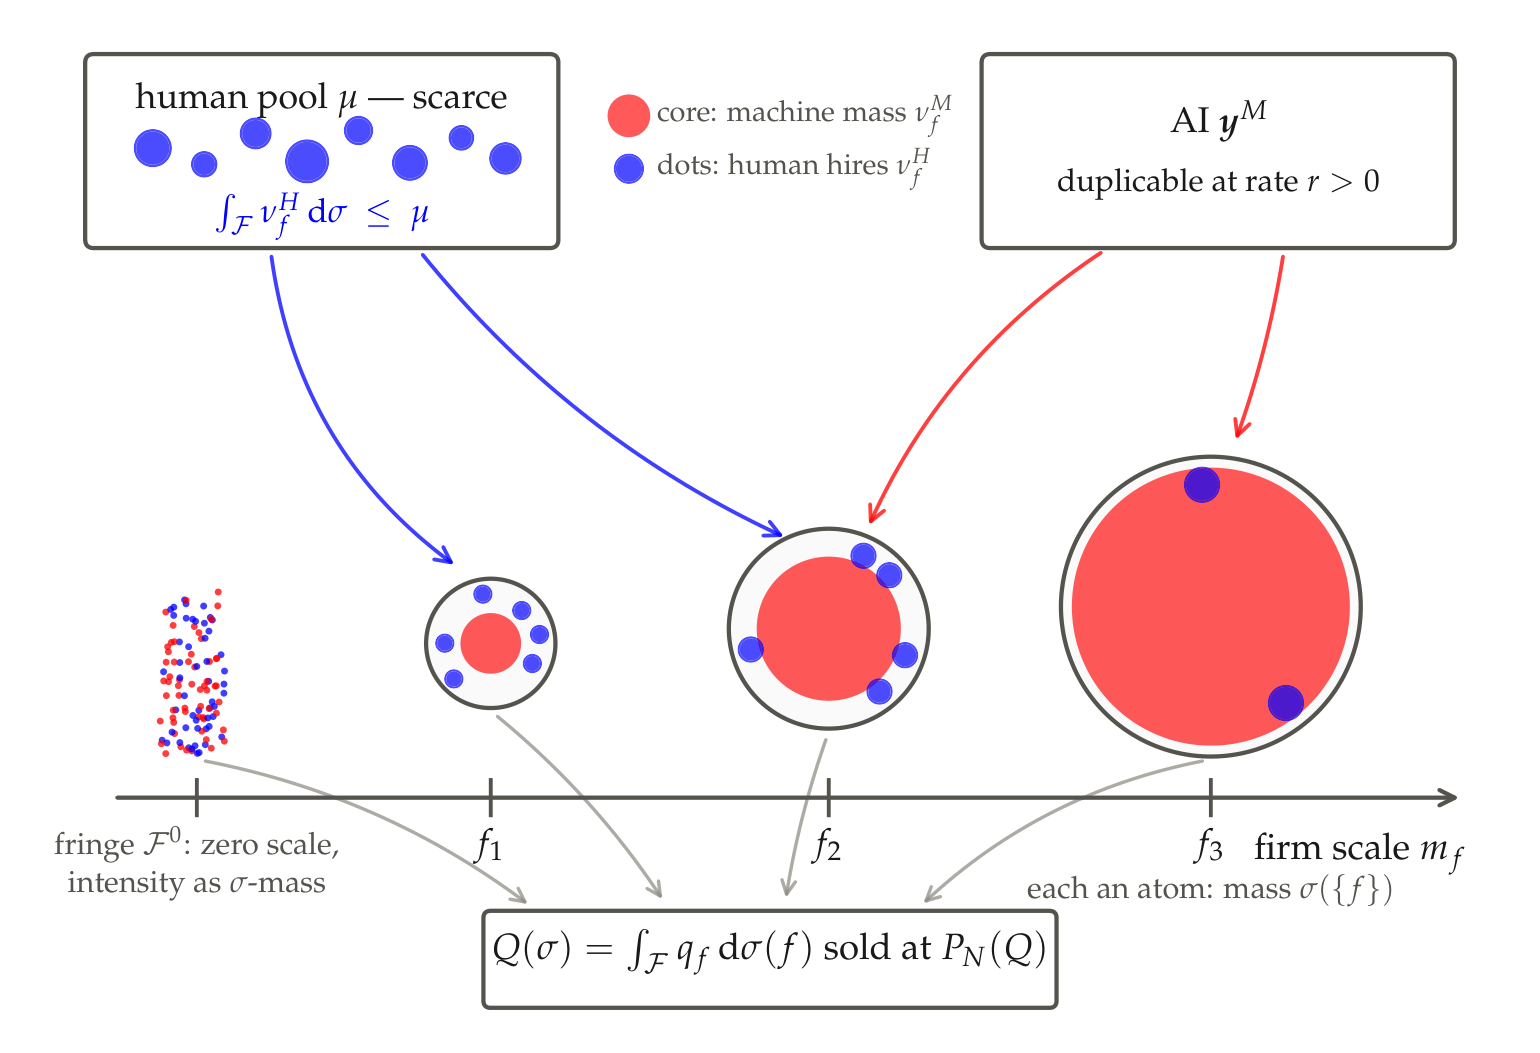 human pool μ — scarce
∫_𝓕 ν_f^H dσ ≤ μ
core: machine mass ν_f^M
dots: human hires ν_f^H
AI 𝒚^M
duplicable at rate r > 0
fringe 𝓕^0: zero scale,
intensity as σ-mass
f_1
f_2
f_3
firm scale m_f
each an atom: mass σ({f})
Q(σ) = ∫_𝓕 q_f dσ(f) sold at P_N(Q)